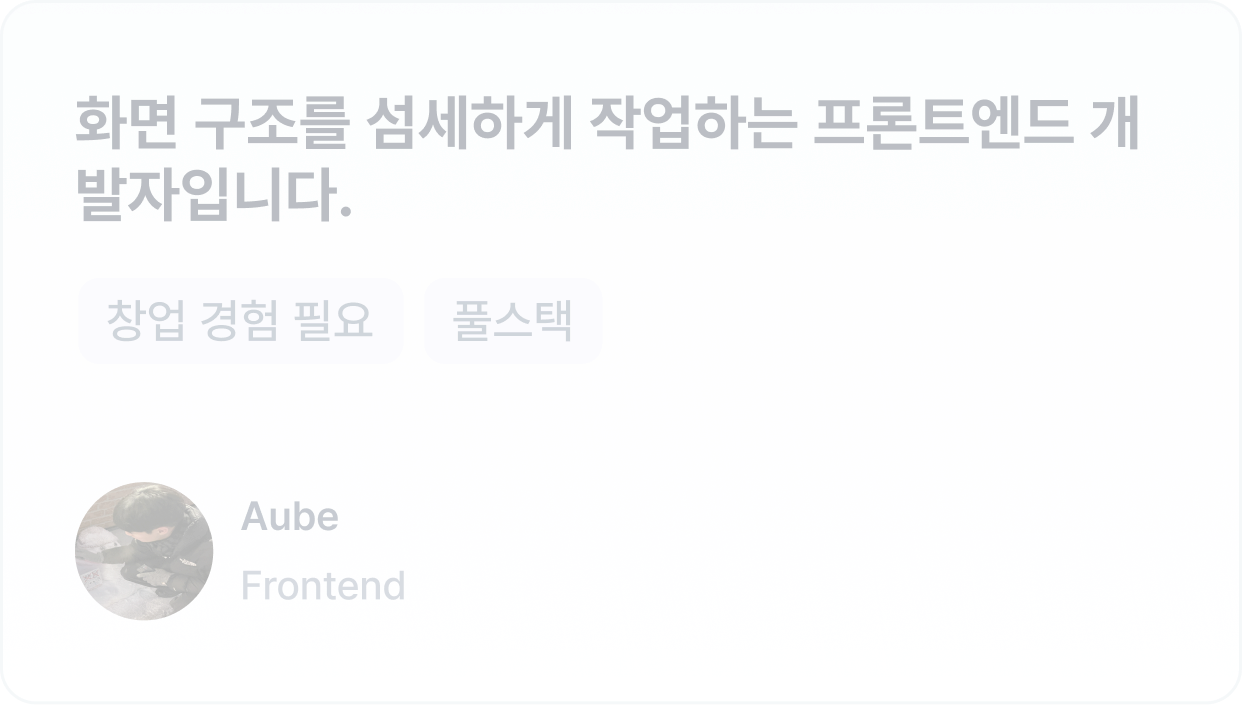 화면 구조를 섬세하게 작업하는 프론트엔드 개
발자입니다.
창업 경험 필요 풀스택
Aube
Frontend